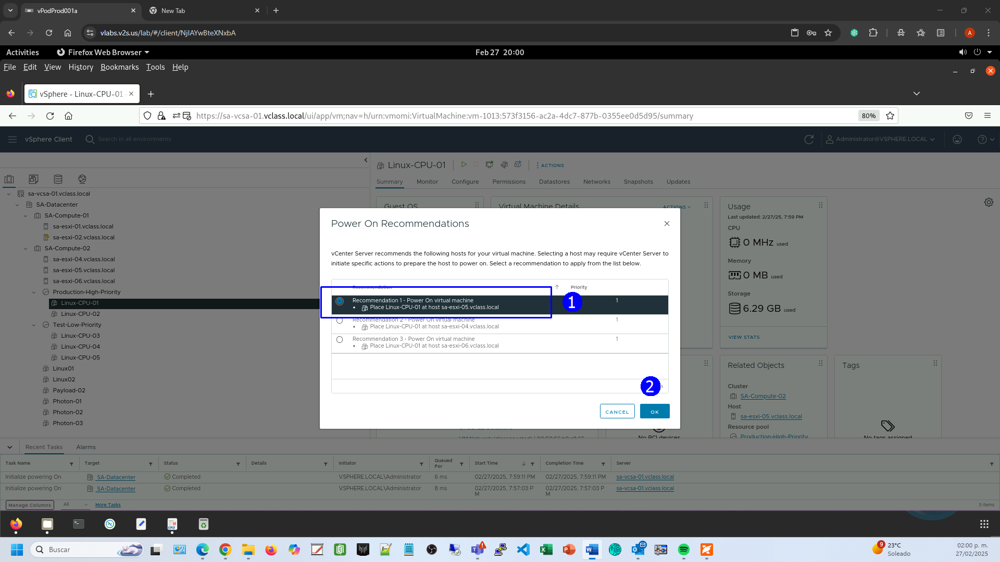 vPodProd001a
New Tab
vlabs.v2s.us/lab/#/client/NjlAYwBteXNxbA
A
Activities
Firefox Web Browser
Feb 27 20:00
File Edit View History Bookmarks Tools Help
vSphere - Linux-CPU-01
https://sa-vcsa-01.vclass.local/ui/app/vm;nav=h/urn:vmomi:VirtualMachine:vm-1013:573f3156-ac2a-4dc7-877b-0355ee0d5d95/summary
80%
vSphere Client
Search in all environments
Administrator@VSPHERE.LOCAL
sa-vcsa-01.vclass.local
SA-Datacenter
SA-Compute-01
sa-esxi-01.vclass.local
sa-esxi-02.vclass.local
SA-Compute-02
sa-esxi-04.vclass.local
sa-esxi-05.vclass.local
sa-esxi-06.vclass.local
Production-High-Priority
Linux-CPU-01
Linux-CPU-02
Test-Low-Priority
Linux-CPU-03
Linux-CPU-04
Linux-CPU-05
Linux01
Linux02
Payload-02
Photon-01
Photon-02
Photon-03
Linux-CPU-01
ACTIONS
Summary Monitor Configure Permissions Datastores Networks Snapshots Updates
Guest OS
Virtual Machine Details
ACTIONS
Usage
Last updated: 2/27/25, 7:59 PM
CPU
0 MHz used
Memory
0 MB used
Storage
6.29 GB used
VIEW STATS
Power On Recommendations
vCenter Server recommends the following hosts for your virtual machine. Selecting a host may require vCenter Server to
initiate specific actions to prepare the host to power on. Select a recommendation to apply from the list below.
Recommendation Priority
Recommendation 1 - Power On virtual machine 1
Place Linux-CPU-01 at host sa-esxi-05.vclass.local
1
Recommendation 2 - Power On virtual machine 1
Place Linux-CPU-01 at host sa-esxi-04.vclass.local
Recommendation 3 - Power On virtual machine 1
Place Linux-CPU-01 at host sa-esxi-06.vclass.local
2
CANCEL
OK
No PCI devices
Related Objects
Cluster
SA-Compute-02
Host
sa-esxi-05.vclass.local
Resource pool
Production-High-Priority
Tags
No tags assigned
Recent Tasks Alarms
Task Name Target Status Details Initiator Queued For Start Time Completion Time Server
Initialize powering On SA-Datacenter Completed VSPHERE.LOCAL\Administrator 6 ms 02/27/2025, 7:59:11 PM 02/27/2025, 7:59:11 PM sa-vcsa-01.vclass.local
Initialize powering On SA-Datacenter Completed VSPHERE.LOCAL\Administrator 8 ms 02/27/2025, 7:57:03 PM 02/27/2025, 7:57:03 PM sa-vcsa-01.vclass.local
Manage Columns All More Tasks
3 items
Buscar
9
23°C
Soleado
02:00 p. m.
27/02/2025